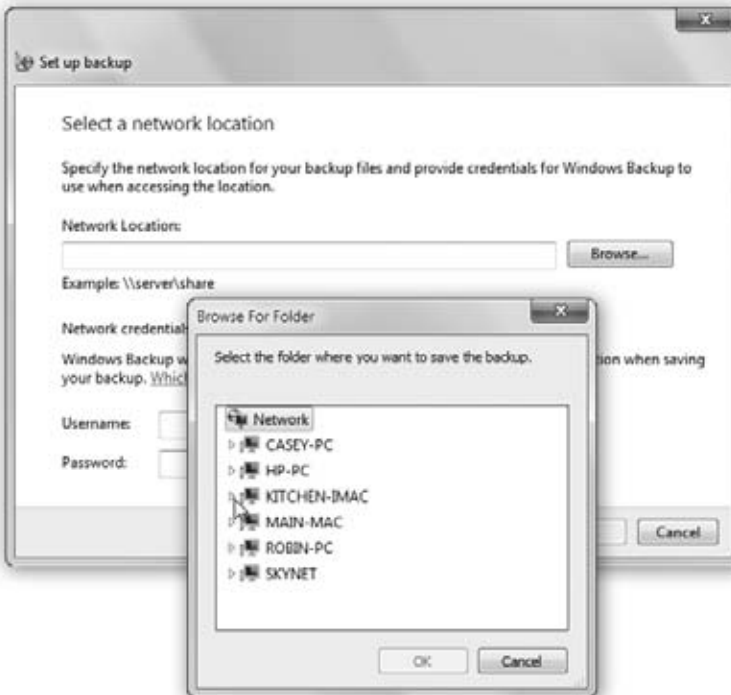 Set up backup
Select a network location
Specify the network location for your backup files and provide credentials for Windows Backup to
use when accessing the location.
Network Location:
Browse...
Example: \\server\share
Network credential
Windows Backup w
ion when saving
your backup. Whic
Username:
Password:
Cancel
Browse For Folder
Select the folder where you want to save the backup.
Network
CASEY-PC
HP-PC
KITCHEN-IMAC
MAIN-MAC
ROBIN-PC
SKYNET
OK
Cancel